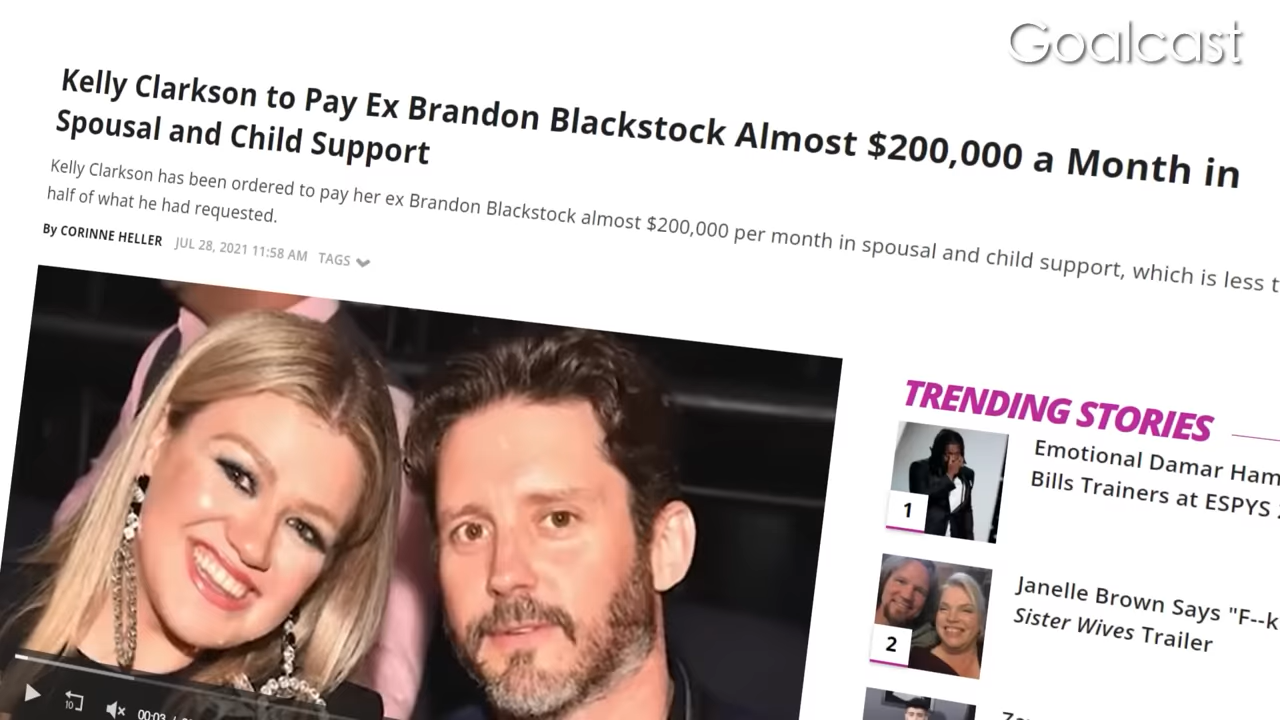 Goalcast
Kelly Clarkson to Pay Ex Brandon Blackstock Almost $200,000 a Month in
Spousal and Child Support
Kelly Clarkson has been ordered to pay her ex Brandon Blackstock almost $200,000 per month in spousal and child support, which is less
half of what he had requested.
By CORINNE HELLER JUL 28, 2021 11:58 AM TAGS
TRENDING STORIES
1
Emotional Damar
Bills Trainers at ESPYS
2
Janelle Brown Says "F--k
Sister Wives Trailer
10
00:03 /